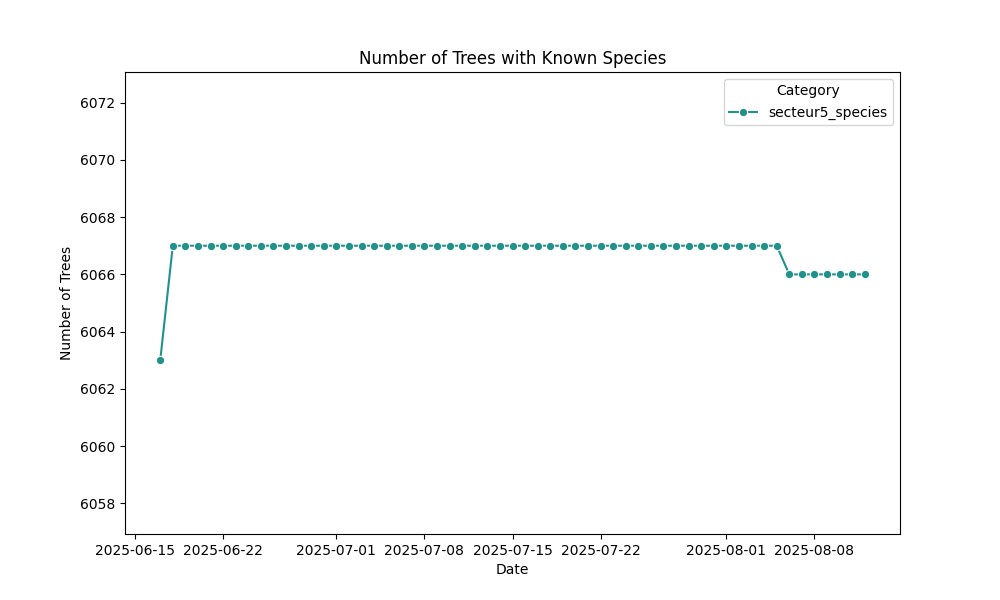 Number of Trees with Known Species
Category
secteur5_species
6072
6070
6068
6066
6064
6062
6060
6058
Number of Trees
2025-06-15 2025-06-22 2025-07-01 2025-07-08 2025-07-15 2025-07-22 2025-08-01 2025-08-08
Date